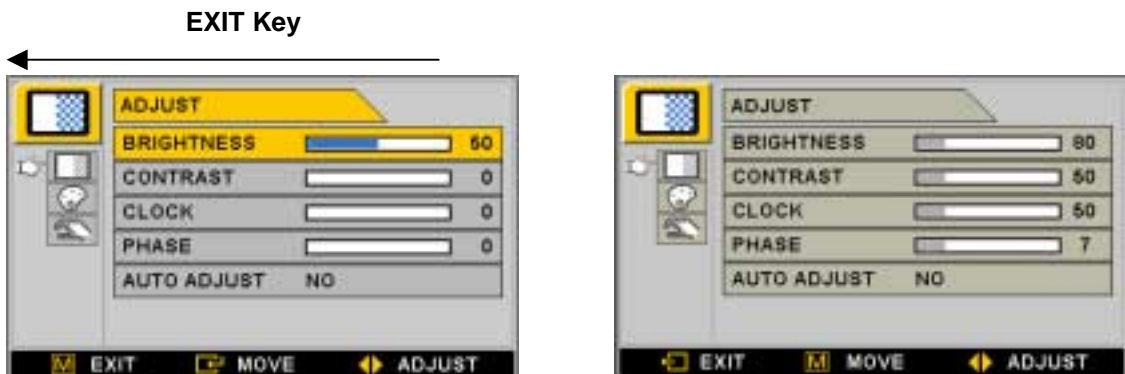 EXIT Key
ADJUST
BRIGHTNESS 50
CONTRAST 0
CLOCK 0
PHASE 0
AUTO ADJUST NO
M EXIT MOVE ADJUST
ADJUST
BRIGHTNESS 80
CONTRAST 50
CLOCK 50
PHASE 7
AUTO ADJUST NO
EXIT M MOVE ADJUST